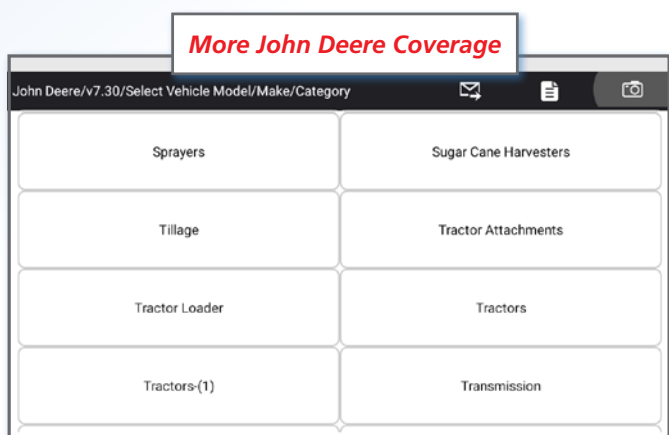 More John Deere Coverage
John Deere/v7.30/Select Vehicle Model/Make/Category
Sprayers
Sugar Cane Harvesters
Tillage
Tractor Attachments
Tractor Loader
Tractors
Tractors-(1)
Transmission